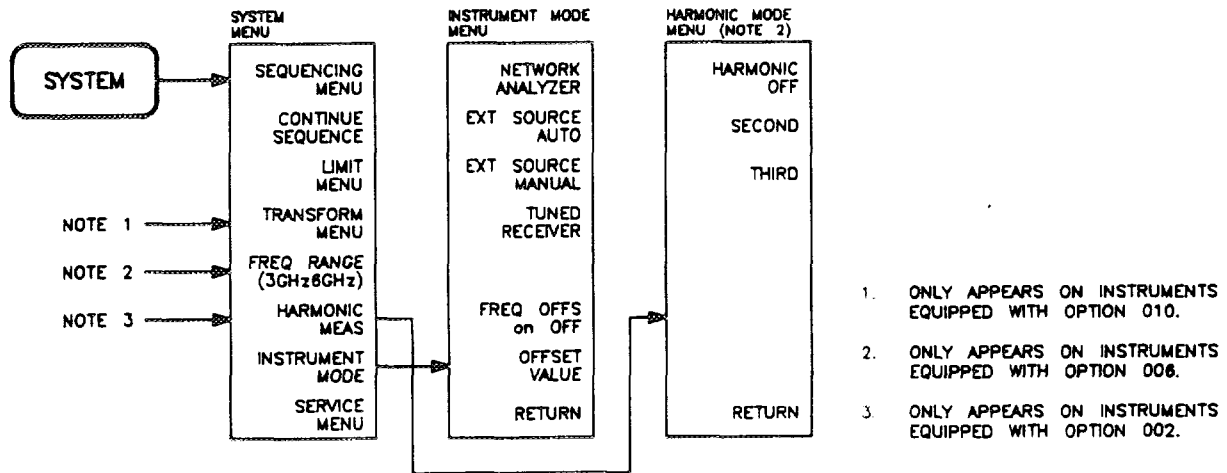 SYSTEM
SYSTEM
MENU
SEQUENCING
MENU
CONTINUE
SEQUENCE
LIMIT
MENU
NOTE 1
TRANSFORM
MENU
NOTE 2
FREQ RANGE
(3GHz6GHz)
NOTE 3
HARMONIC
MEAS
INSTRUMENT
MODE
SERVICE
MENU
INSTRUMENT MODE
MENU
NETWORK
ANALYZER
EXT SOURCE
AUTO
EXT SOURCE
MANUAL
TUNED
RECEIVER
FREQ OFFS
on OFF
OFFSET
VALUE
RETURN
HARMONIC MODE
MENU (NOTE 2)
HARMONIC
OFF
SECOND
THIRD
RETURN
1. ONLY APPEARS ON INSTRUMENTS
EQUIPPED WITH OPTION 010.
2. ONLY APPEARS ON INSTRUMENTS
EQUIPPED WITH OPTION 006.
3. ONLY APPEARS ON INSTRUMENTS
EQUIPPED WITH OPTION 002.